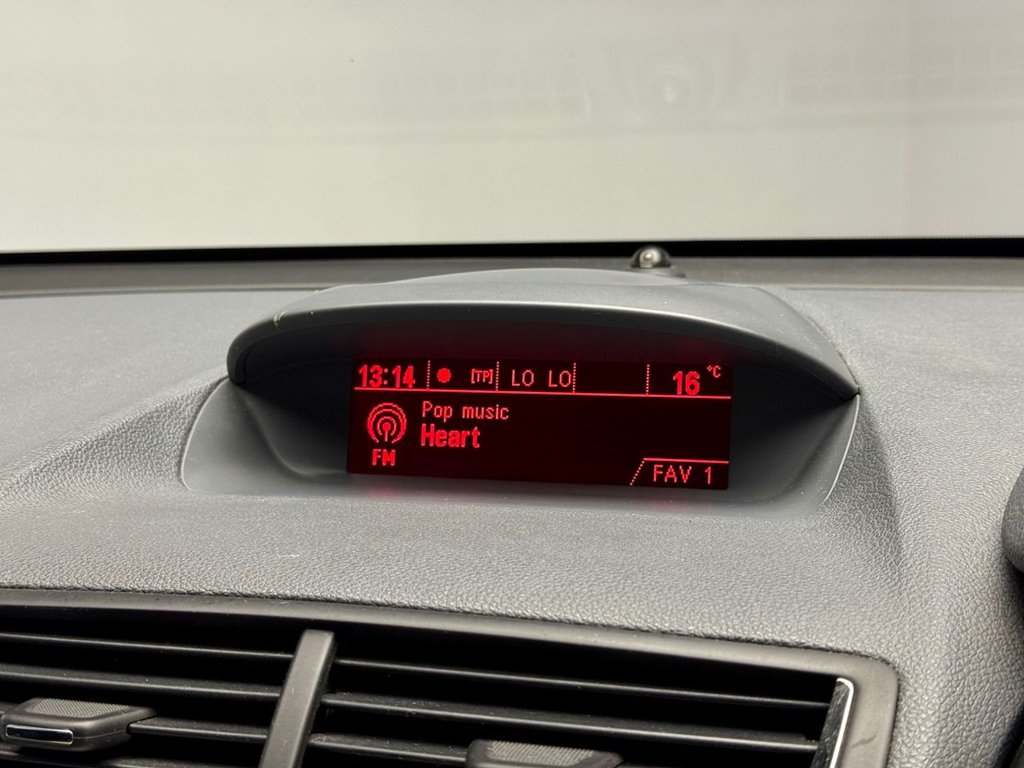 13:14 [TP] LO LO 16 °C
Pop music
Heart
FM
FAV 1